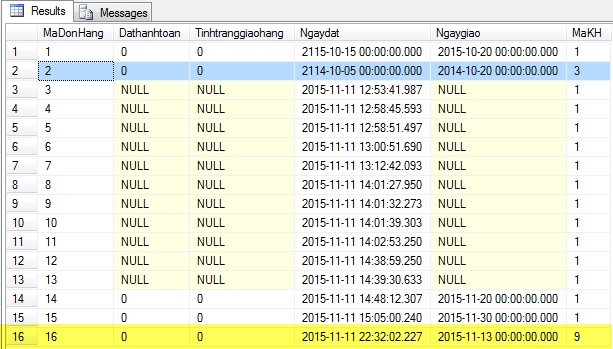 Results Messages
MaDonHang Dathanhtoan Tinhtranggiaohang Ngaydat Ngaygiao MaKH
1 1 0 0 2115-10-15 00:00:00.000 2015-10-20 00:00:00.000 1
2 2 0 0 2114-10-05 00:00:00.000 2014-10-20 00:00:00.000 3
3 3 NULL NULL 2015-11-11 12:53:41.987 NULL 1
4 4 NULL NULL 2015-11-11 12:58:45.593 NULL 1
5 5 NULL NULL 2015-11-11 12:58:51.497 NULL 1
6 6 NULL NULL 2015-11-11 13:00:51.690 NULL 1
7 7 NULL NULL 2015-11-11 13:12:42.093 NULL 1
8 8 NULL NULL 2015-11-11 14:01:27.950 NULL 1
9 9 NULL NULL 2015-11-11 14:01:32.273 NULL 1
10 10 NULL NULL 2015-11-11 14:01:39.303 NULL 1
11 11 NULL NULL 2015-11-11 14:02:53.250 NULL 1
12 12 NULL NULL 2015-11-11 14:38:59.250 NULL 1
13 13 NULL NULL 2015-11-11 14:39:30.633 NULL 1
14 14 0 0 2015-11-11 14:48:12.307 2015-11-20 00:00:00.000 1
15 15 0 0 2015-11-11 15:05:00.240 2015-11-30 00:00:00.000 1
16 16 0 0 2015-11-11 22:32:02.227 2015-11-13 00:00:00.000 9